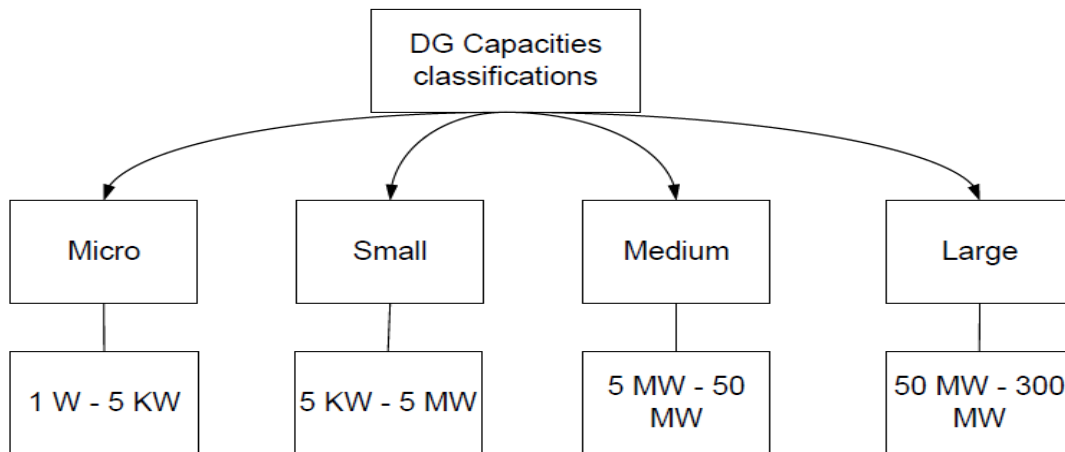 DG Capacities
classifications
Micro
Small
Medium
Large
1 W - 5 KW
5 KW - 5 MW
5 MW - 50
MW
50 MW - 300
MW